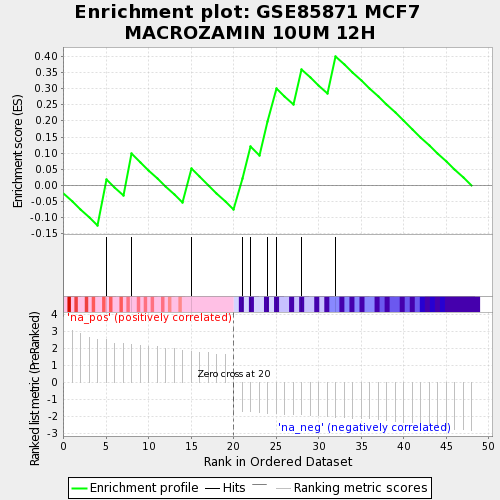 Enrichment plot: GSE85871 MCF7
MACROZAMIN 10UM 12H
Enrichment score (ES)
0.40
0.35
0.30
0.25
0.20
0.15
0.10
0.05
0.00
-0.05
-0.10
-0.15
'na_pos' (positively correlated)
Ranked list metric (PreRanked)
4
3
2
1
0
-1
-2
-3
Zero cross at 20
'na_neg' (negatively correlated)
0 5 10 15 20 25 30 35 40 45 50
Rank in Ordered Dataset
Enrichment profile Hits Ranking metric scores